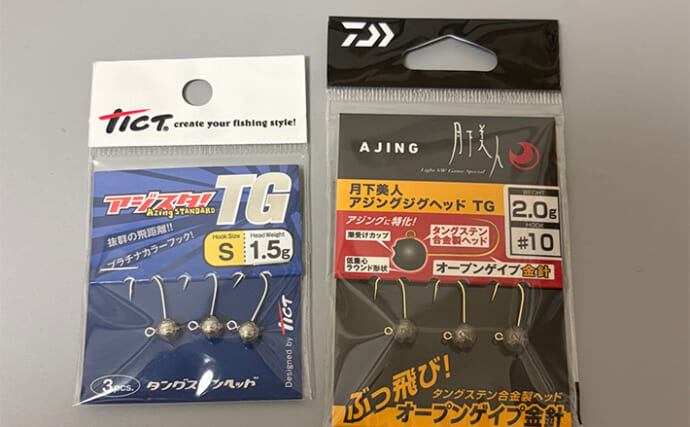 TICT® create your fishing style!
アジスタ! TG
Ajing STANDARD
抜群の飛距離!!
プラチナカラーフック!
Hook Size
S
Head Weight
1.5g
Designed by TICT
3pcs. タングステンヘッド
AJING 月下美人
Light SW Game Special
月下美人
アジングジグヘッド TG
WEIGHT
2.0g
HOOK
#10
アジングに特化!
潮受けカップ
タングステン
合金製ヘッド
低重心
ラウンド形状
オープンゲイプ金針
ぶっ飛び!
タングステン合金製ヘッド
オープンゲイプ金針